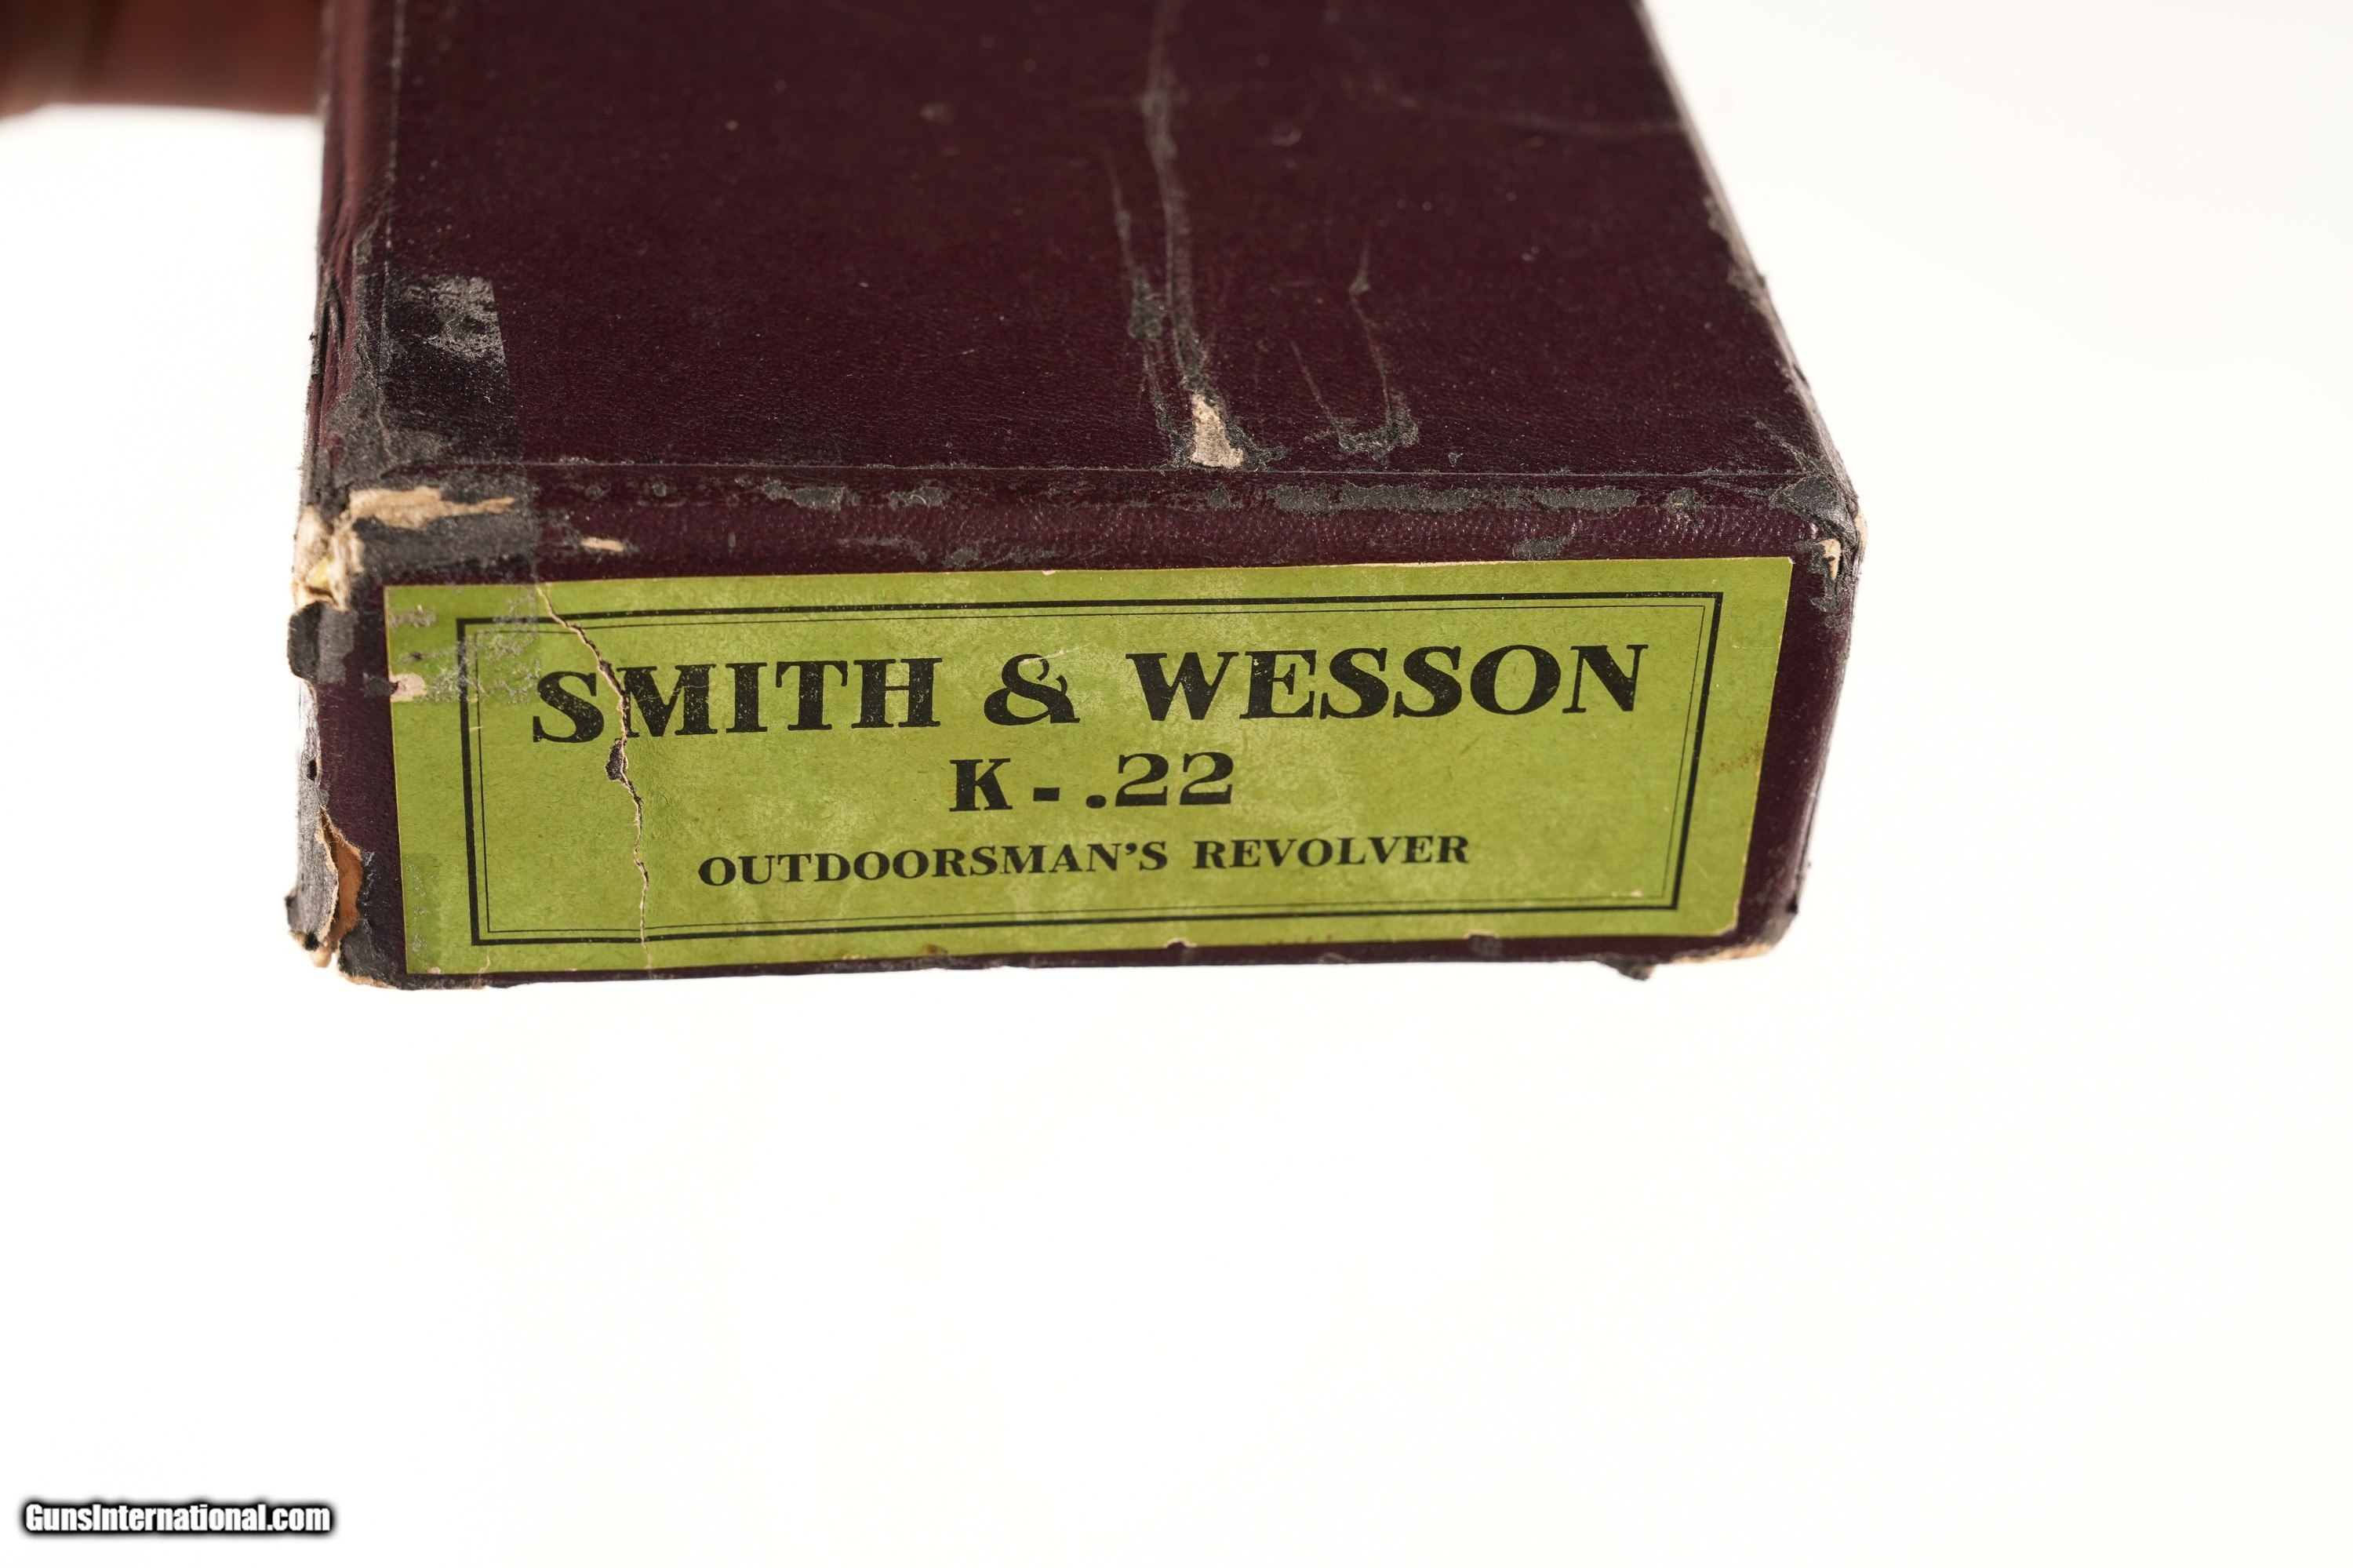 SMITH & WESSON
K-.22
OUTDOORSMAN'S REVOLVER
GunsInternational.com